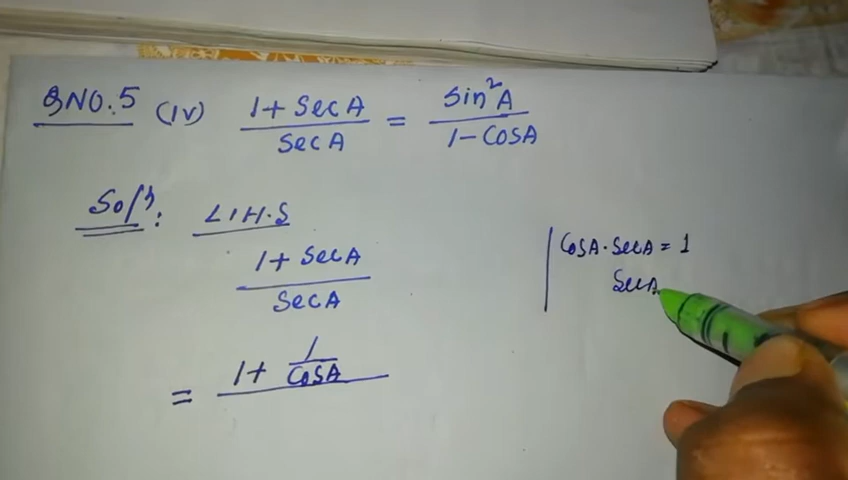 QNO.5 (iv) 1+ SecA / SecA = Sin²A / 1-CosA
Solⁿ: L.H.S
1+ SecA / SecA
CosA·SecA = 1
SecA
= 1+ 1/CosA